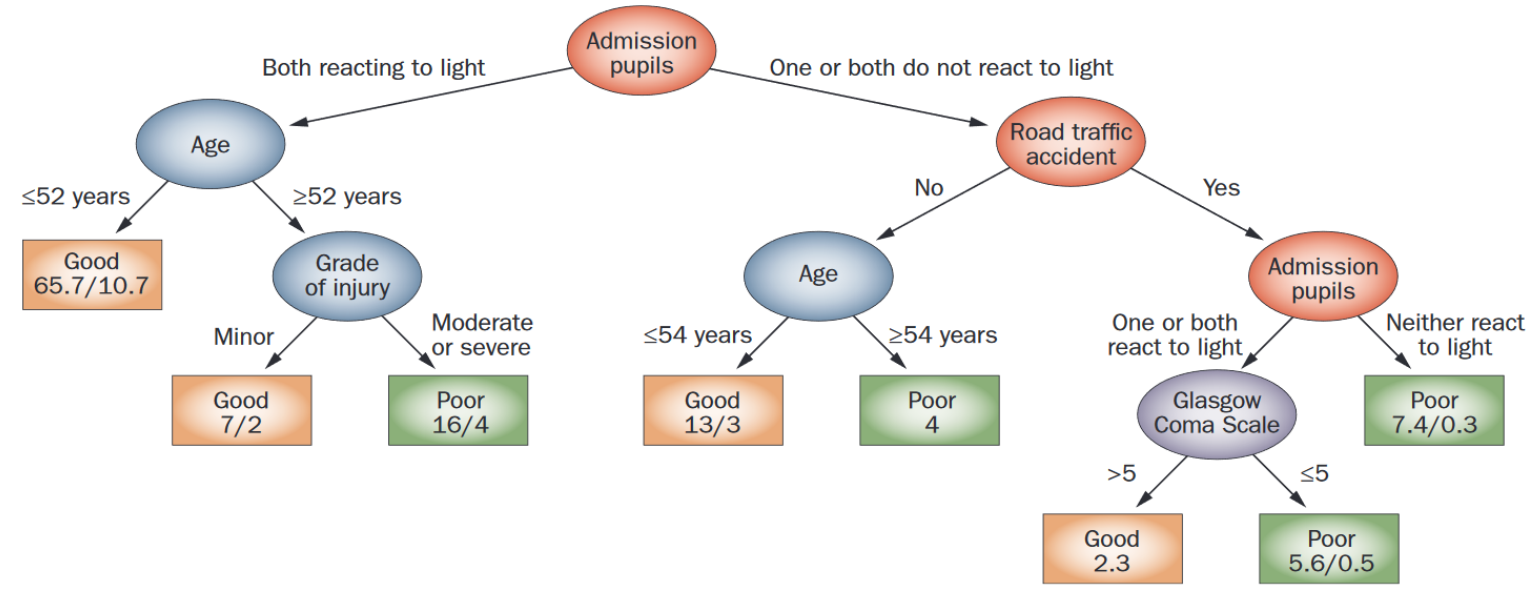 Admission
pupils
Both reacting to light
One or both do not react to light
Age
Road traffic
accident
≤52 years
≥52 years
No
Yes
Good
65.7/10.7
Grade
of injury
Age
Admission
pupils
Minor
Moderate
or severe
≤54 years
≥54 years
One or both
react to light
Neither react
to light
Good
7/2
Poor
16/4
Good
13/3
Poor
4
Glasgow
Coma Scale
Poor
7.4/0.3
>5
≤5
Good
2.3
Poor
5.6/0.5